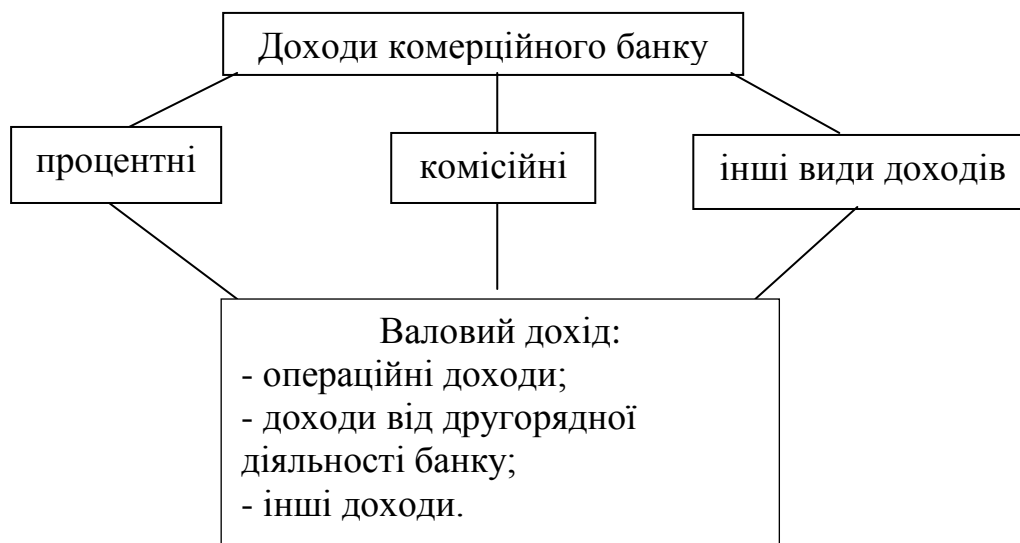 Доходи комерційного банку
процентні
комісійні
інші види доходів
Валовий дохід:
- операційні доходи;
- доходи від другорядної
діяльності банку;
- інші доходи.